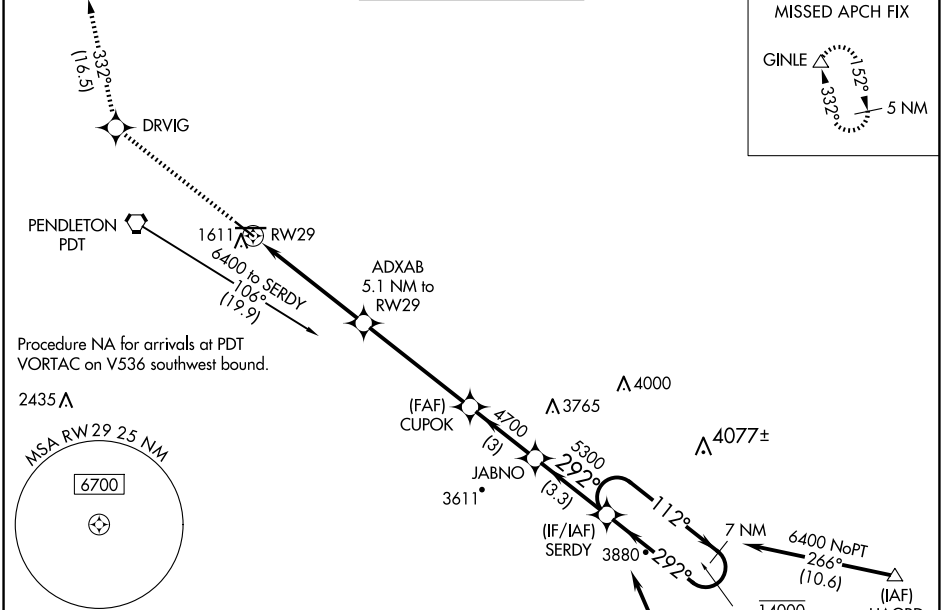 MISSED APCH FIX
GINLE
152°
332°
5 NM
332°
(16.5)
DRVIG
PENDLETON
PDT
1611
RW29
6400 to SERDY
106°
(19.9)
ADXAB
5.1 NM to
RW29
Procedure NA for arrivals at PDT
VORTAC on V536 southwest bound.
2435
MSA RW 29 25 NM
6700
4000
3765
4077±
(FAF)
CUPOK
4700
(3)
JABNO
5300
292°
(3.3)
3611
(IF/IAF)
SERDY
112°
7 NM
3880
292°
6400 NoPT
266°
(10.6)
(IAF)
14000